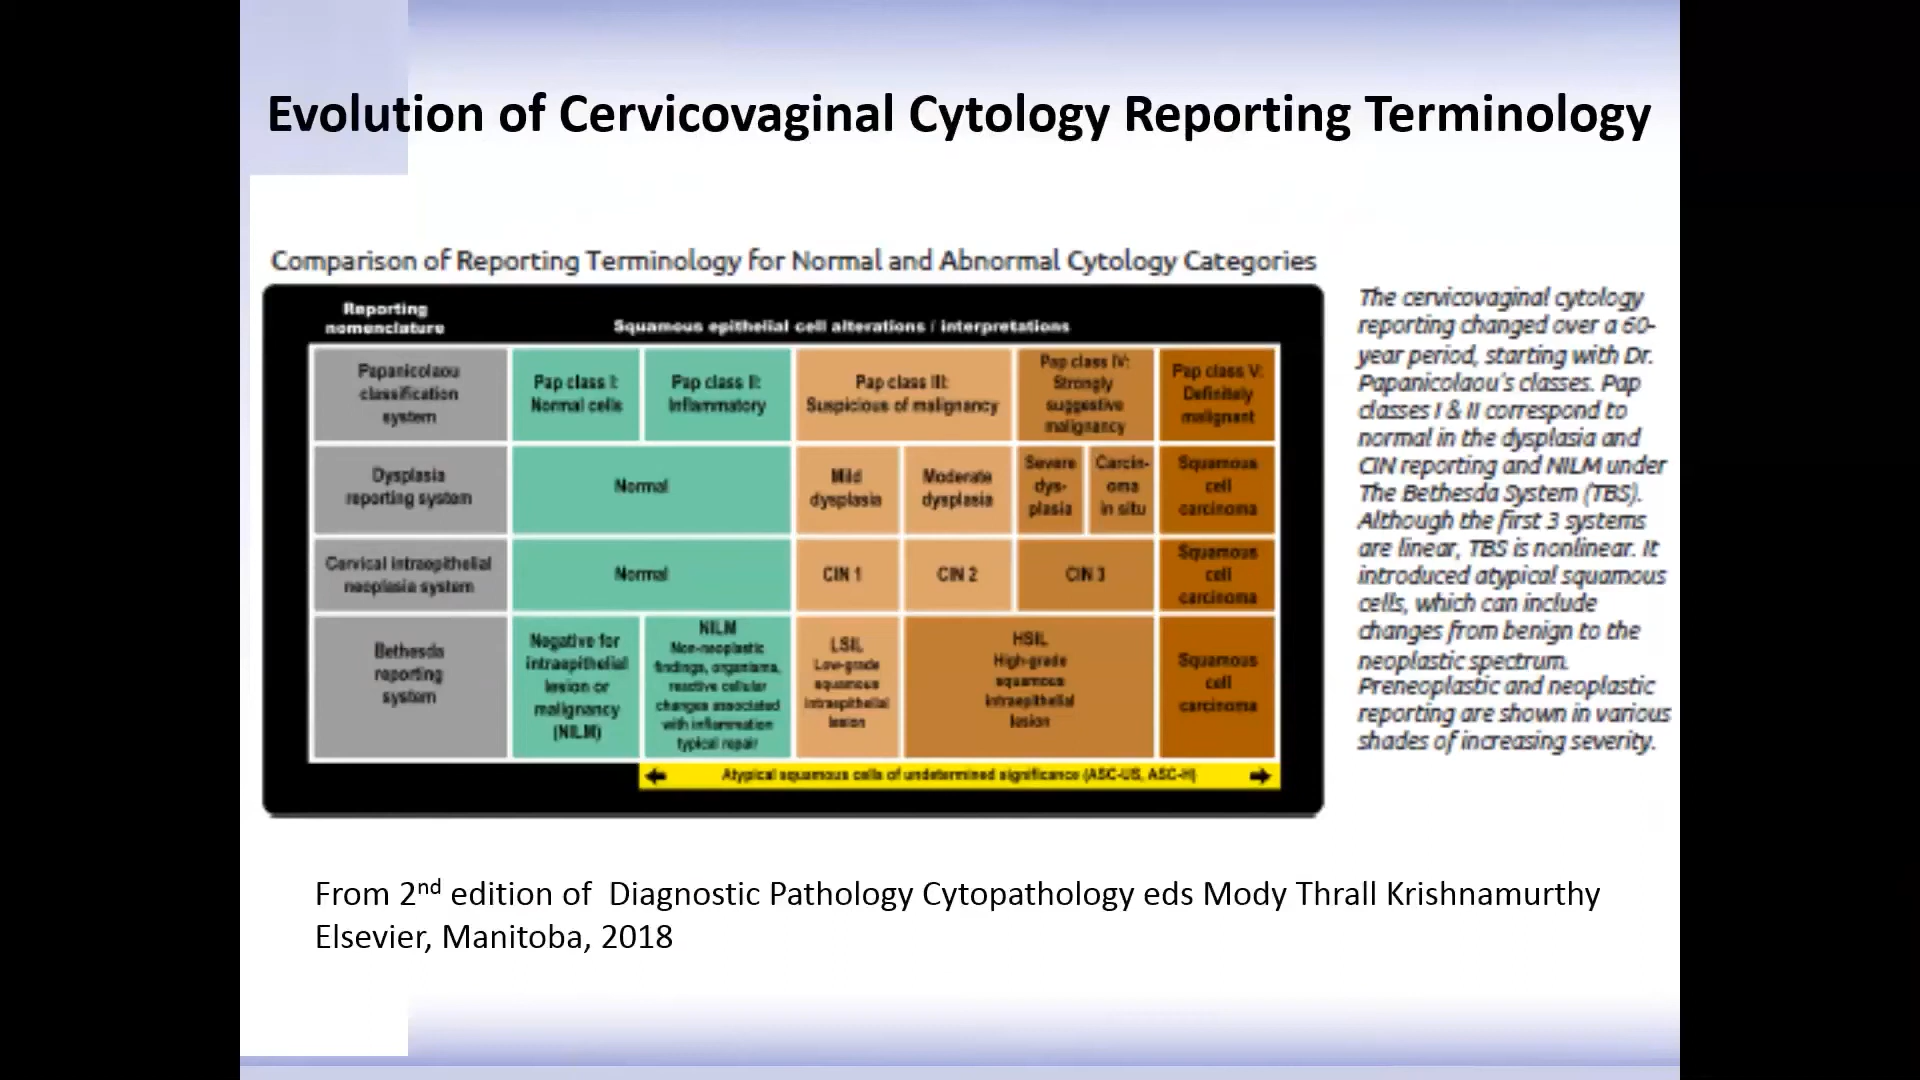 Evolution of Cervicovaginal Cytology Reporting Terminology
Comparison of Reporting Terminology for Normal and Abnormal Cytology Categories
Reporting
nomenclature
Squamous epithelial cell alterations / interpretations
Papanicolaou
classification
system
Pap class I:
Normal cells
Pap class II:
Inflammatory
Pap class III:
Suspicious of malignancy
Pap class IV:
Strongly
suggestive
malignancy
Pap class V:
Definitely
malignant
Dysplasia
reporting system
Normal
Mild
dysplasia
Moderate
dysplasia
Severe
dys-
plasia
Carcin-
oma
in situ
Squamous
cell
carcinoma
Cervical intraepithelial
neoplasia system
Normal
CIN 1
CIN 2
CIN 3
Squamous
cell
carcinoma
Bethesda
reporting
system
Negative for
intraepithelial
lesion or
malignancy
(NILM)
NILM
Non-neoplastic
findings, organisms,
reactive cellular
changes associated
with inflammation
typical repair
LSIL
Low-grade
squamous
intraepithelial
lesion
HSIL
High-grade
squamous
intraepithelial
lesion
Squamous
cell
carcinoma
Atypical squamous cells of undetermined significance (ASC-US, ASC-H)
The cervicovaginal cytology
reporting changed over a 60-
year period, starting with Dr.
Papanicolaou's classes. Pap
classes I & II correspond to
normal in the dysplasia and
CIN reporting and NILM under
The Bethesda System (TBS).
Although the first 3 systems
are linear, TBS is nonlinear. It
introduced atypical squamous
cells, which can include
changes from benign to the
neoplastic spectrum.
Preneoplastic and neoplastic
reporting are shown in various
shades of increasing severity.
From 2nd edition of  Diagnostic Pathology Cytopathology eds Mody Thrall Krishnamurthy
Elsevier, Manitoba, 2018